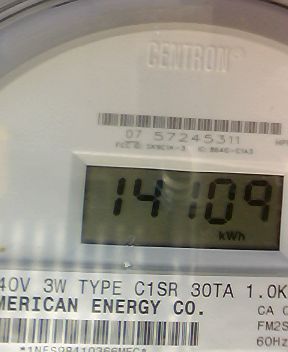 CENTRON®
07 57245311
14109
kWh
40V 3W TYPE C1SR 30TA 1.0K
MERICAN ENERGY CO.
CA
FM2S
60Hz